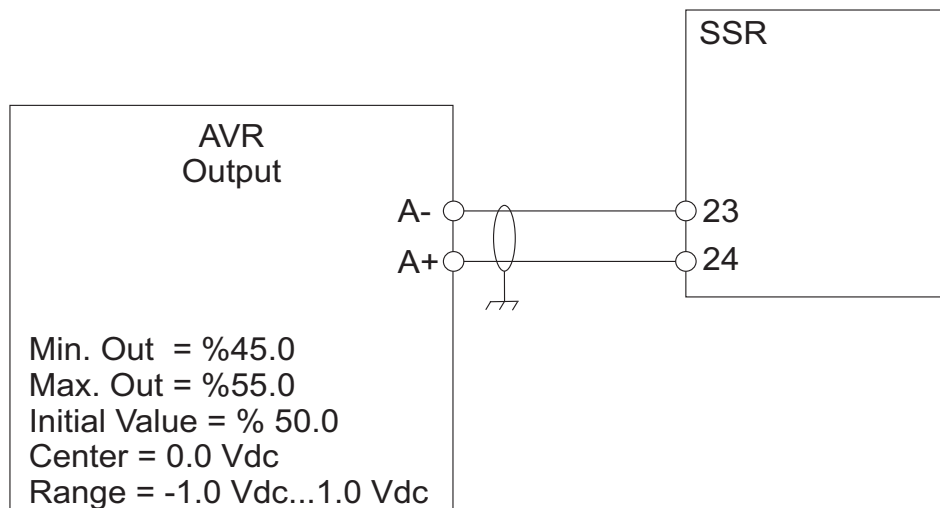 SSR
AVR
Output
A-
23
A+
24
Min. Out = %45.0
Max. Out = %55.0
Initial Value = % 50.0
Center = 0.0 Vdc
Range = -1.0 Vdc...1.0 Vdc